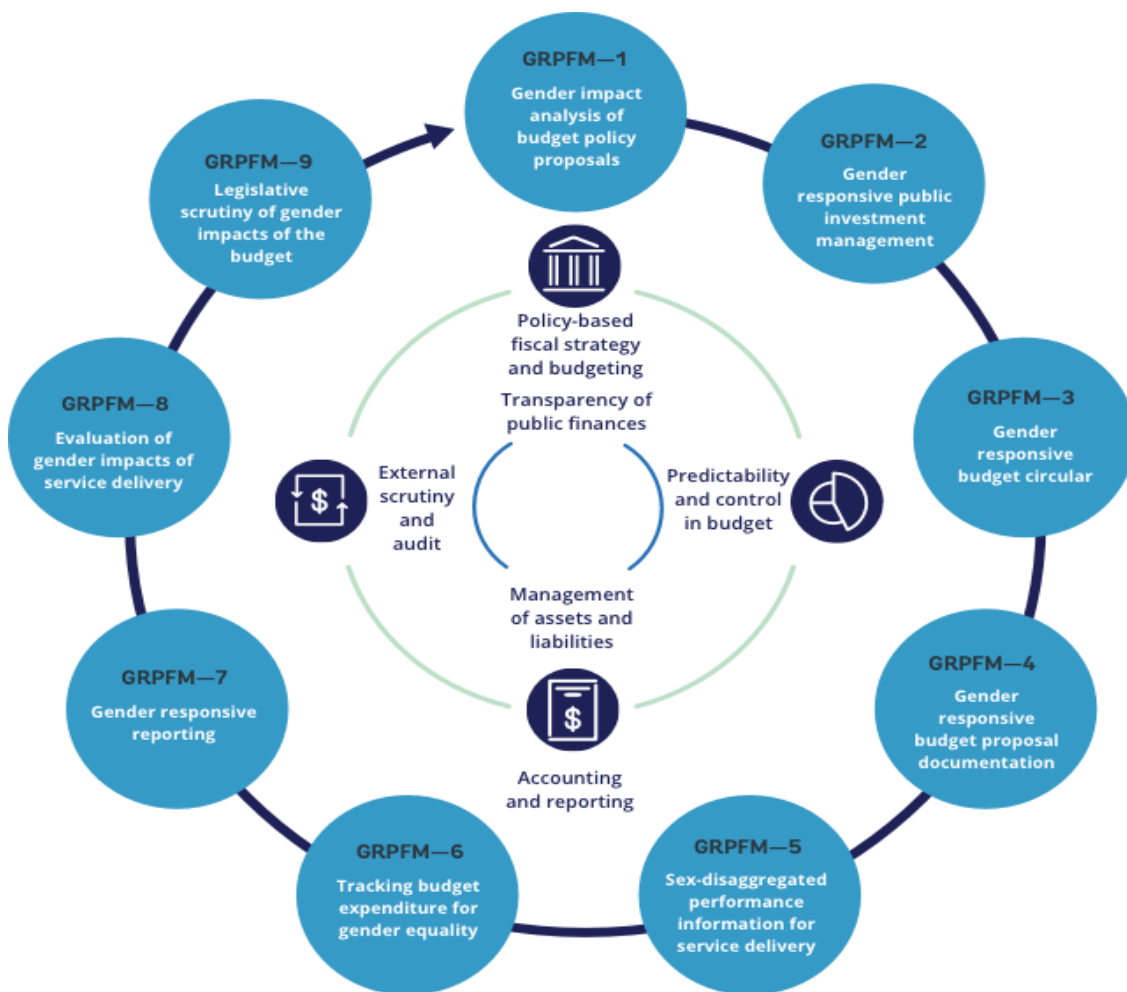 GRPFM—1
Gender impact
analysis of
budget policy
proposals
GRPFM—2
Gender
responsive public
investment
management
GRPFM—3
Gender
responsive
budget circular
GRPFM—4
Gender
responsive
budget proposal
documentation
GRPFM—5
Sex-disaggregated
performance
information for
service delivery
GRPFM—6
Tracking budget
expenditure for
gender equality
GRPFM—7
Gender responsive
reporting
GRPFM—8
Evaluation of
gender impacts of
service delivery
GRPFM—9
Legislative
scrutiny of gender
impacts of the
budget
Policy-based
fiscal strategy
and budgeting
Transparency of
public finances
Predictability
and control
in budget
Management
of assets and
liabilities
$
Accounting
and reporting
$
External
scrutiny
and
audit